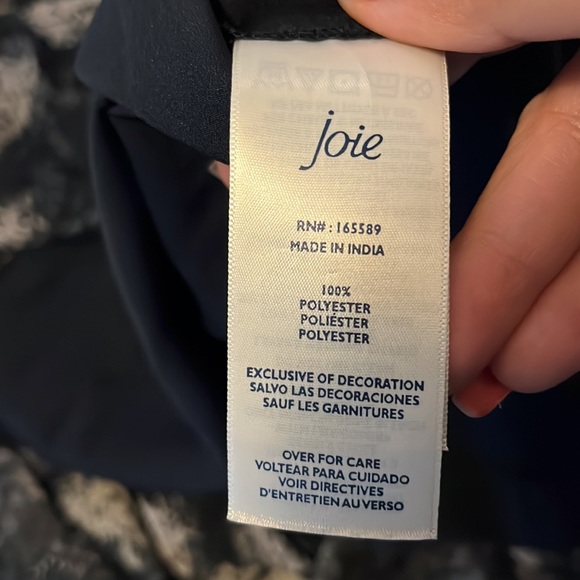 joie
RN# : 165589
MADE IN INDIA
100%
POLYESTER
POLIÉSTER
POLYESTER
EXCLUSIVE OF DECORATION
SALVO LAS DECORACIONES
SAUF LES GARNITURES
OVER FOR CARE
VOLTEAR PARA CUIDADO
VOIR DIRECTIVES
D'ENTRETIEN AU VERSO